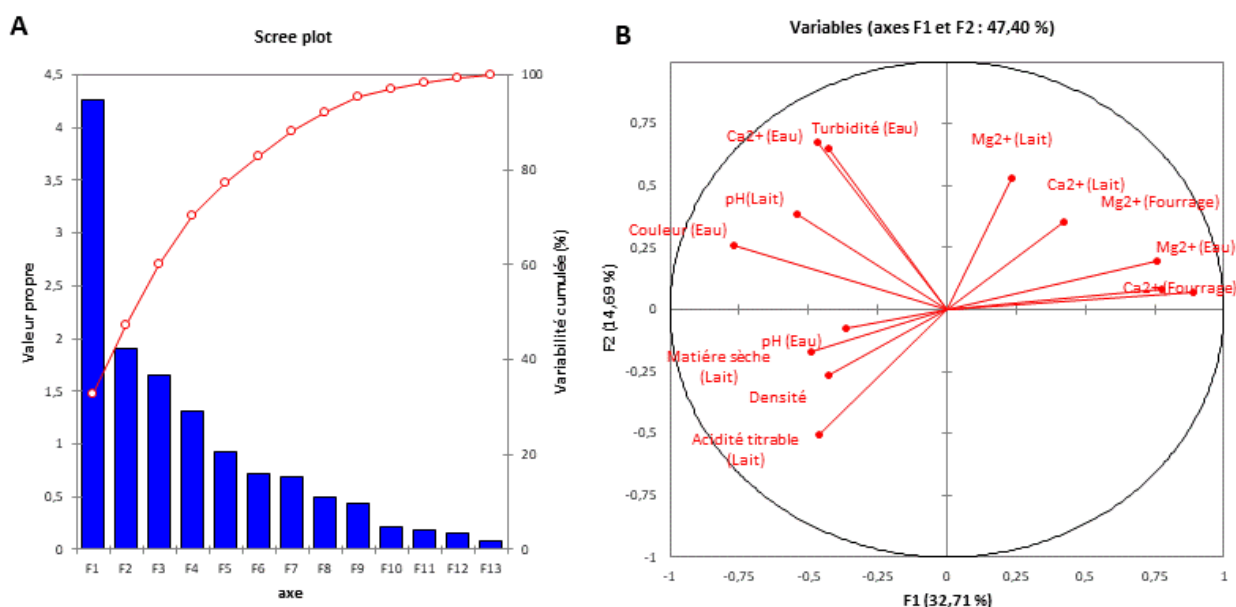 A
Scree plot
4,5
4
3,5
3
2,5
2
1,5
1
0,5
0
Valeur propre
100
80
60
40
20
0
Variabilité cumulée (%)
F1 F2 F3 F4 F5 F6 F7 F8 F9 F10 F11 F12 F13
axe
B
Variables (axes F1 et F2 : 47,40 %)
Ca2+ (Eau)
Turbidité (Eau)
Mg2+ (Lait)
pH(Lait)
Ca2+ (Lait)
Mg2+ (Fourrage)
Couleur (Eau)
Mg2+ (Eau)
Ca2+ (Fourrage)
pH (Eau)
Matiére sèche
(Lait)
Densité
Acidité titrable
(Lait)
0,75
0,5
0,25
0
-0,25
-0,5
-0,75
-1
F2 (14,69 %)
-1 -0,75 -0,5 -0,25 0 0,25 0,5 0,75 1
F1 (32,71 %)